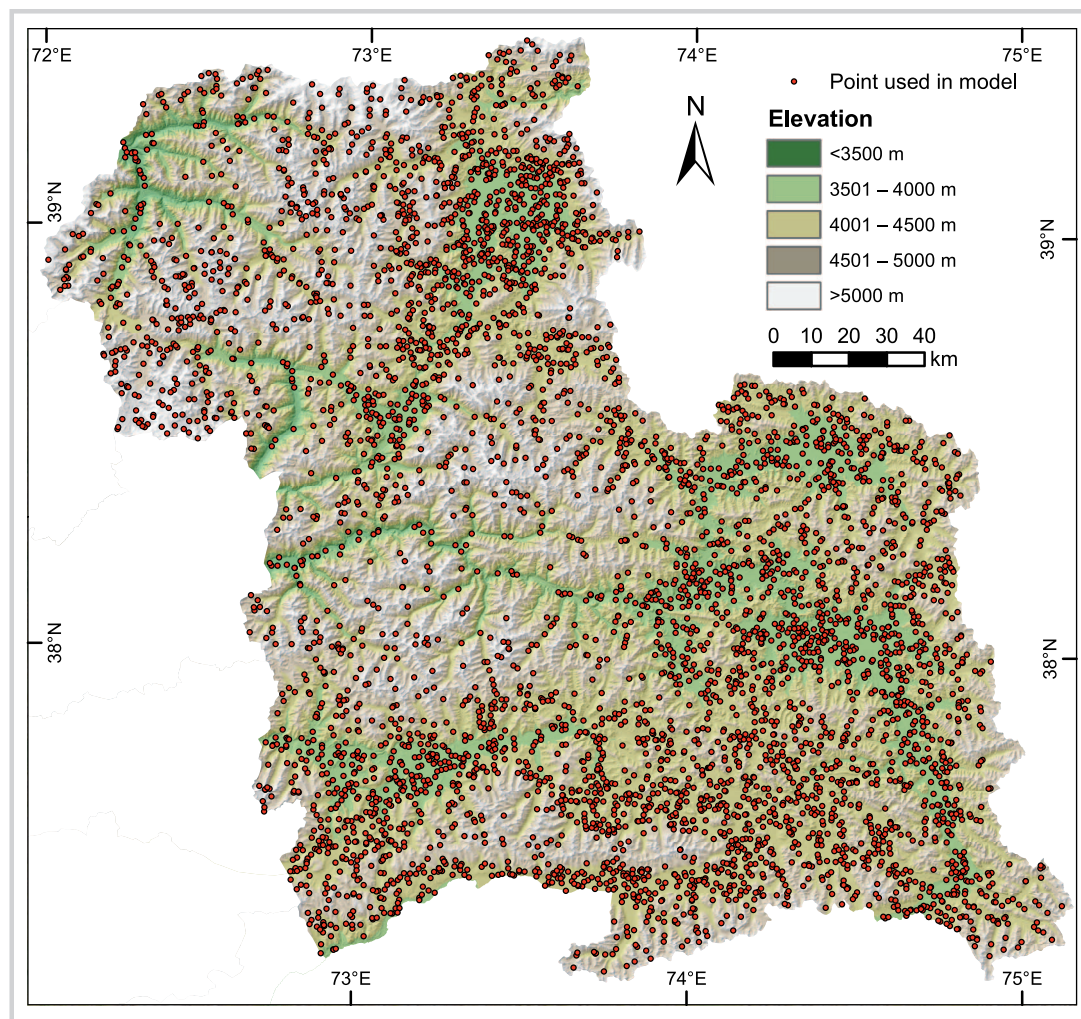 72°E 73°E 74°E 75°E
N
Point used in model
Elevation
<3500 m
3501 – 4000 m
4001 – 4500 m
4501 – 5000 m
>5000 m
0 10 20 30 40
km
39°N 39°N
38°N 38°N
73°E 74°E 75°E